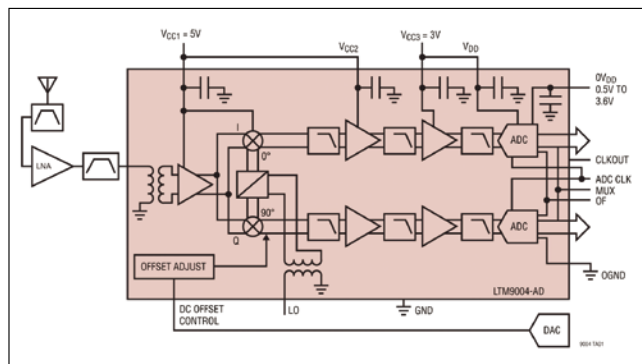 VCC1 = 5V
VCC2
VCC3 = 3V
VDD
0VDD
0.5V TO
3.6V
I
0°
ADC
LNA
CLKOUT
ADC CLK
MUX
OF
90°
Q
ADC
OFFSET ADJUST
OGND
LTM9004-AD
DC OFFSET
CONTROL
LO
GND
DAC
9004 TA01